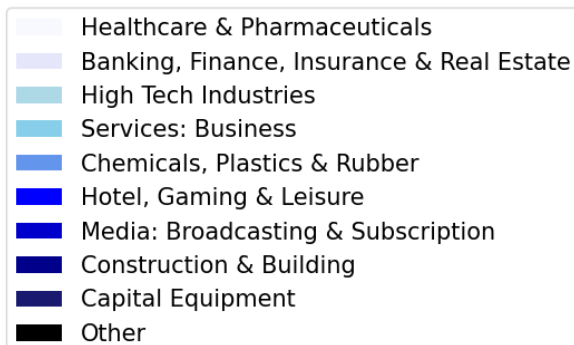 Healthcare & Pharmaceuticals
Banking, Finance, Insurance & Real Estate
High Tech Industries
Services: Business
Chemicals, Plastics & Rubber
Hotel, Gaming & Leisure
Media: Broadcasting & Subscription
Construction & Building
Capital Equipment
Other